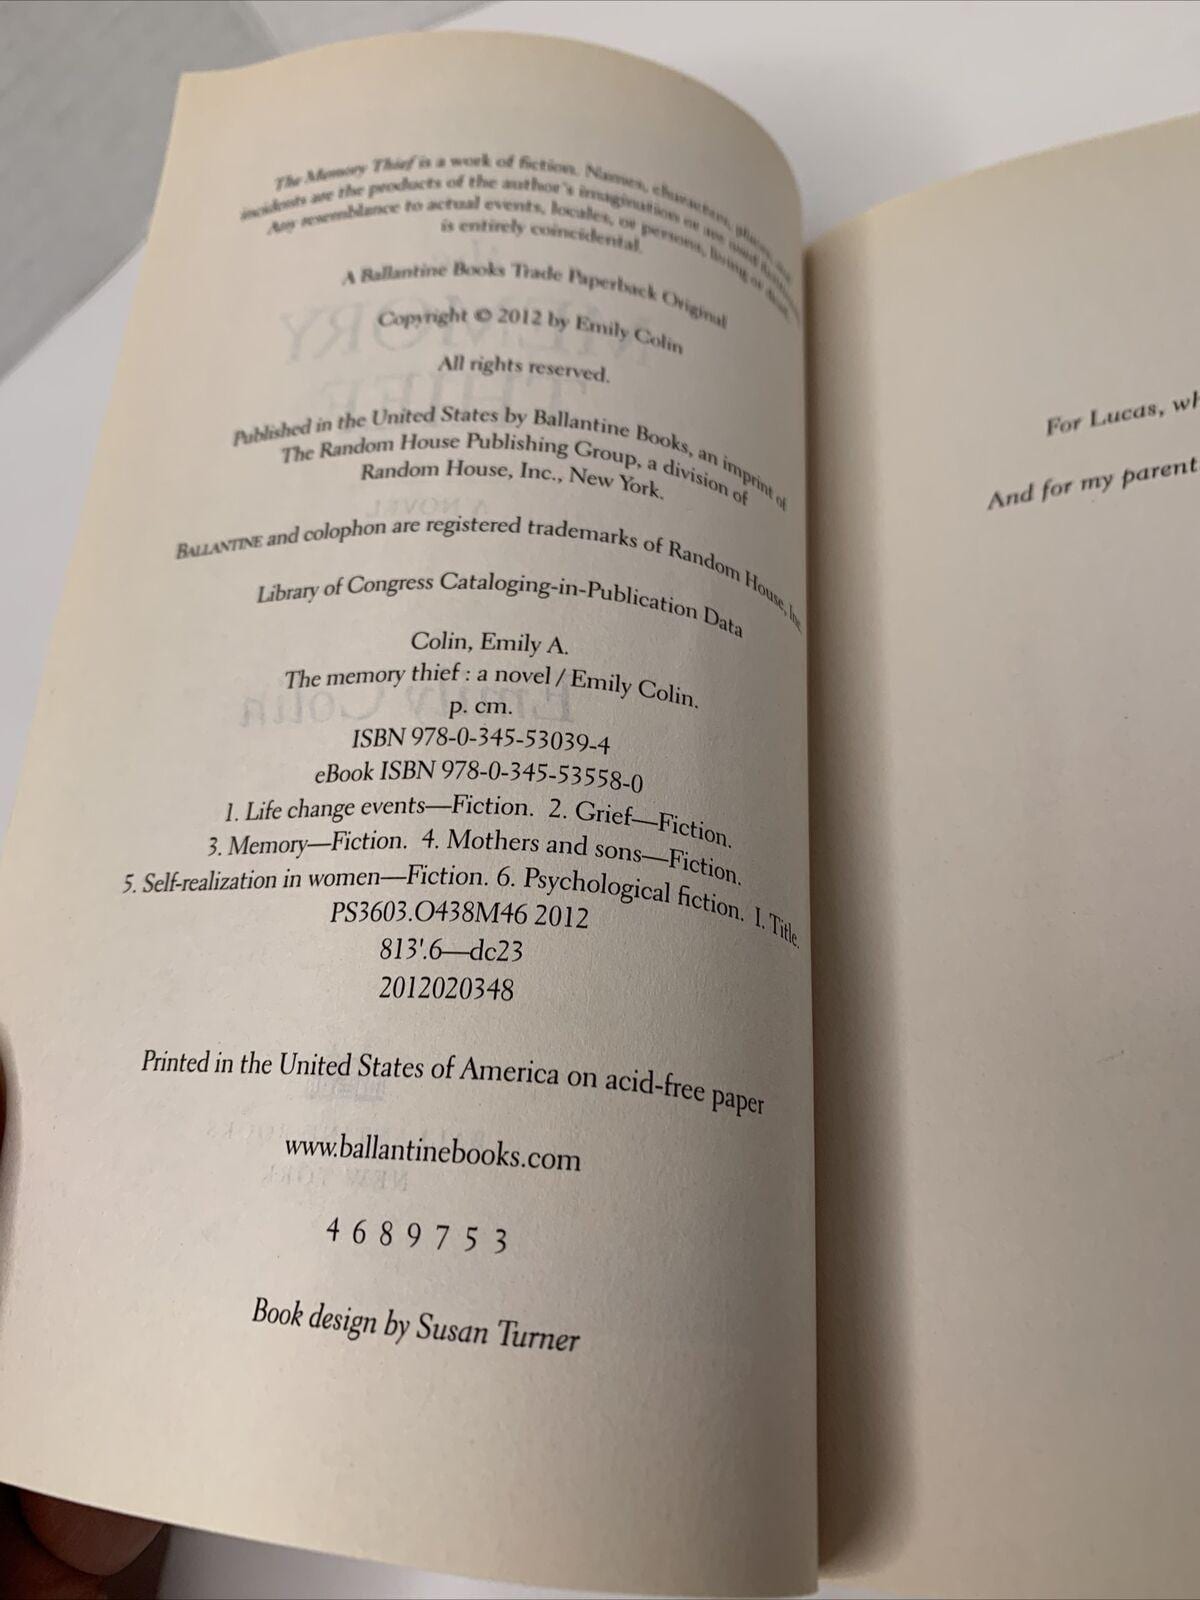 The Memory Thief is a work of fiction. Names, characters, places, and
incidents are the products of the author's imagination or are used fictitiously.
Any resemblance to actual events, locales, or persons, living or dead,
is entirely coincidental.
A Ballantine Books Trade Paperback Original
Copyright © 2012 by Emily Colin
All rights reserved.
Published in the United States by Ballantine Books, an imprint of
The Random House Publishing Group, a division of
Random House, Inc., New York.
BALLANTINE and colophon are registered trademarks of Random House, Inc.
Library of Congress Cataloging-in-Publication Data
Colin, Emily A.
The memory thief : a novel / Emily Colin.
p. cm.
ISBN 978-0-345-53039-4
eBook ISBN 978-0-345-53558-0
1. Life change events—Fiction. 2. Grief—Fiction.
3. Memory—Fiction. 4. Mothers and sons—Fiction.
5. Self-realization in women—Fiction. 6. Psychological fiction. I. Title.
PS3603.O438M46 2012
813'.6—dc23
2012020348
Printed in the United States of America on acid-free paper
www.ballantinebooks.com
4 6 8 9 7 5 3
Book design by Susan Turner
For Lucas, wh
And for my parent